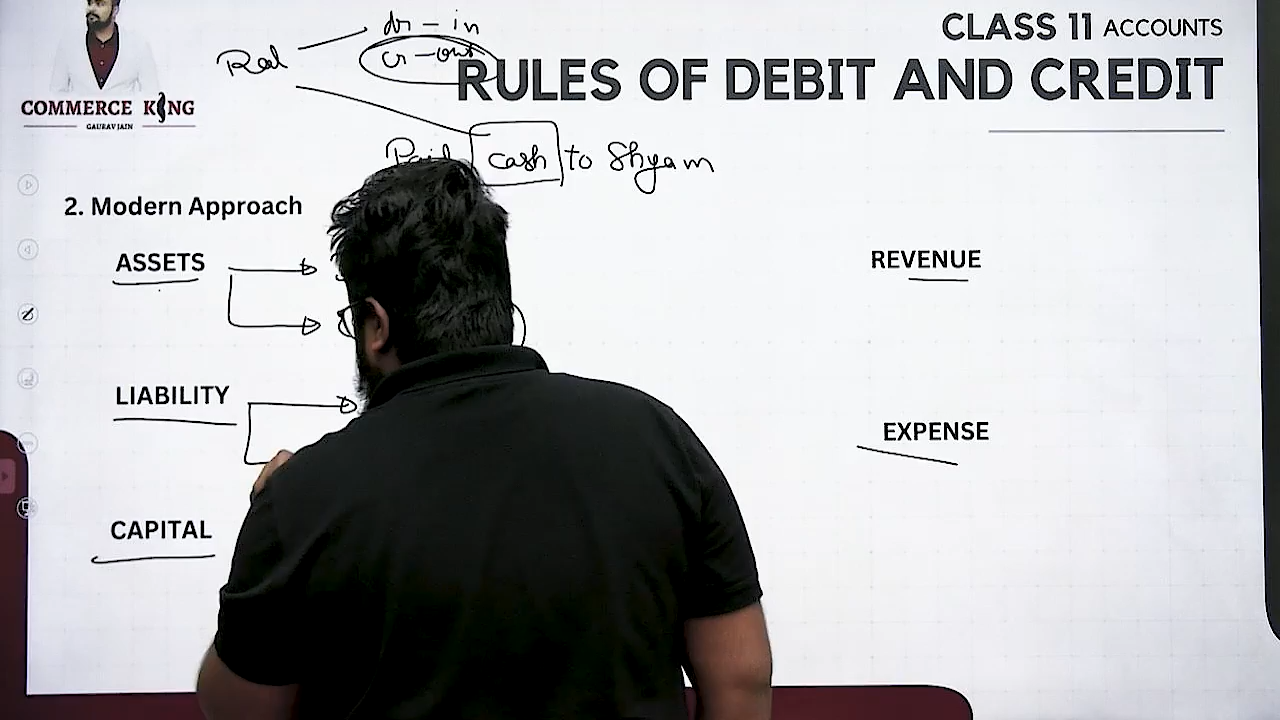 CLASS 11 ACCOUNTS
RULES OF DEBIT AND CREDIT
COMMERCE KING
GAURAV JAIN
Real
dr - in
cr - out
Paid cash to Shyam
2. Modern Approach
ASSETS
REVENUE
LIABILITY
EXPENSE
CAPITAL